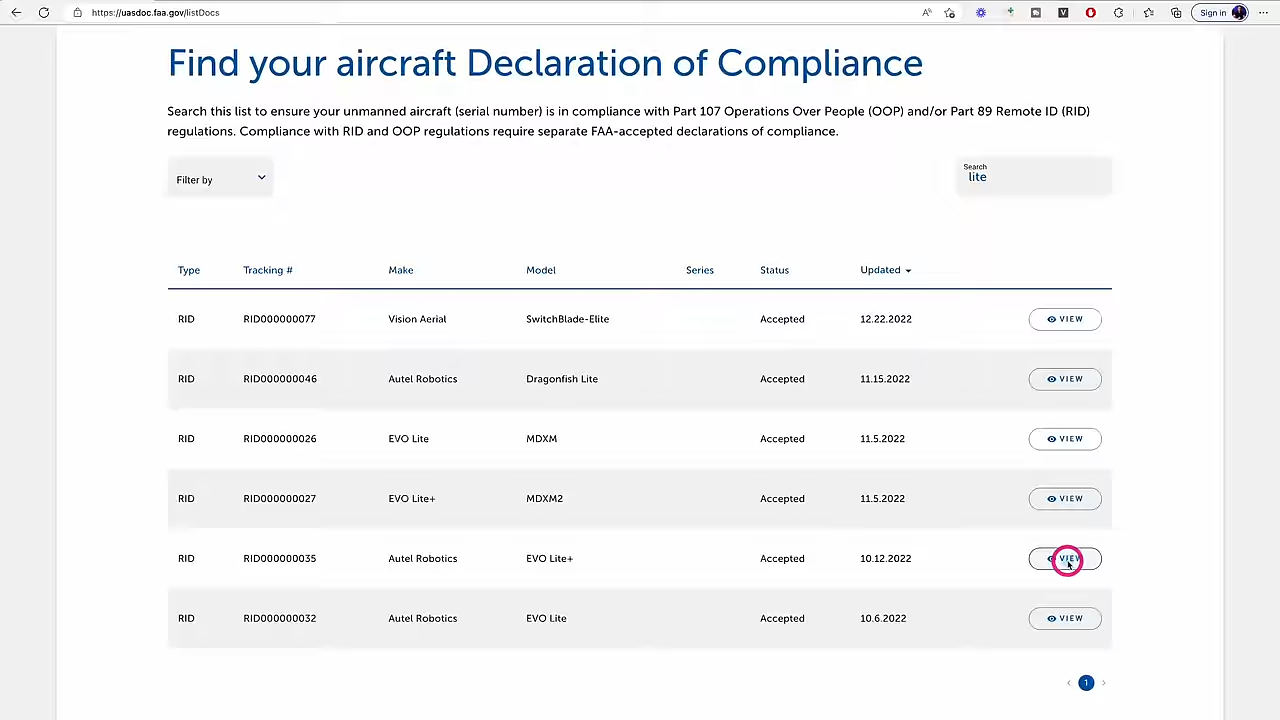 https://uasdoc.faa.gov/listDocs
Sign in
Find your aircraft Declaration of Compliance
Search this list to ensure your unmanned aircraft (serial number) is in compliance with Part 107 Operations Over People (OOP) and/or Part 89 Remote ID (RID)
regulations. Compliance with RID and OOP regulations require separate FAA-accepted declarations of compliance.
Filter by
Search
lite
Type Tracking # Make Model Series Status Updated
RID RID000000077 Vision Aerial SwitchBlade-Elite Accepted 12.22.2022 VIEW
RID RID000000046 Autel Robotics Dragonfish Lite Accepted 11.15.2022 VIEW
RID RID000000026 EVO Lite MDXM Accepted 11.5.2022 VIEW
RID RID000000027 EVO Lite+ MDXM2 Accepted 11.5.2022 VIEW
RID RID000000035 Autel Robotics EVO Lite+ Accepted 10.12.2022 VIEW
RID RID000000032 Autel Robotics EVO Lite Accepted 10.6.2022 VIEW
1